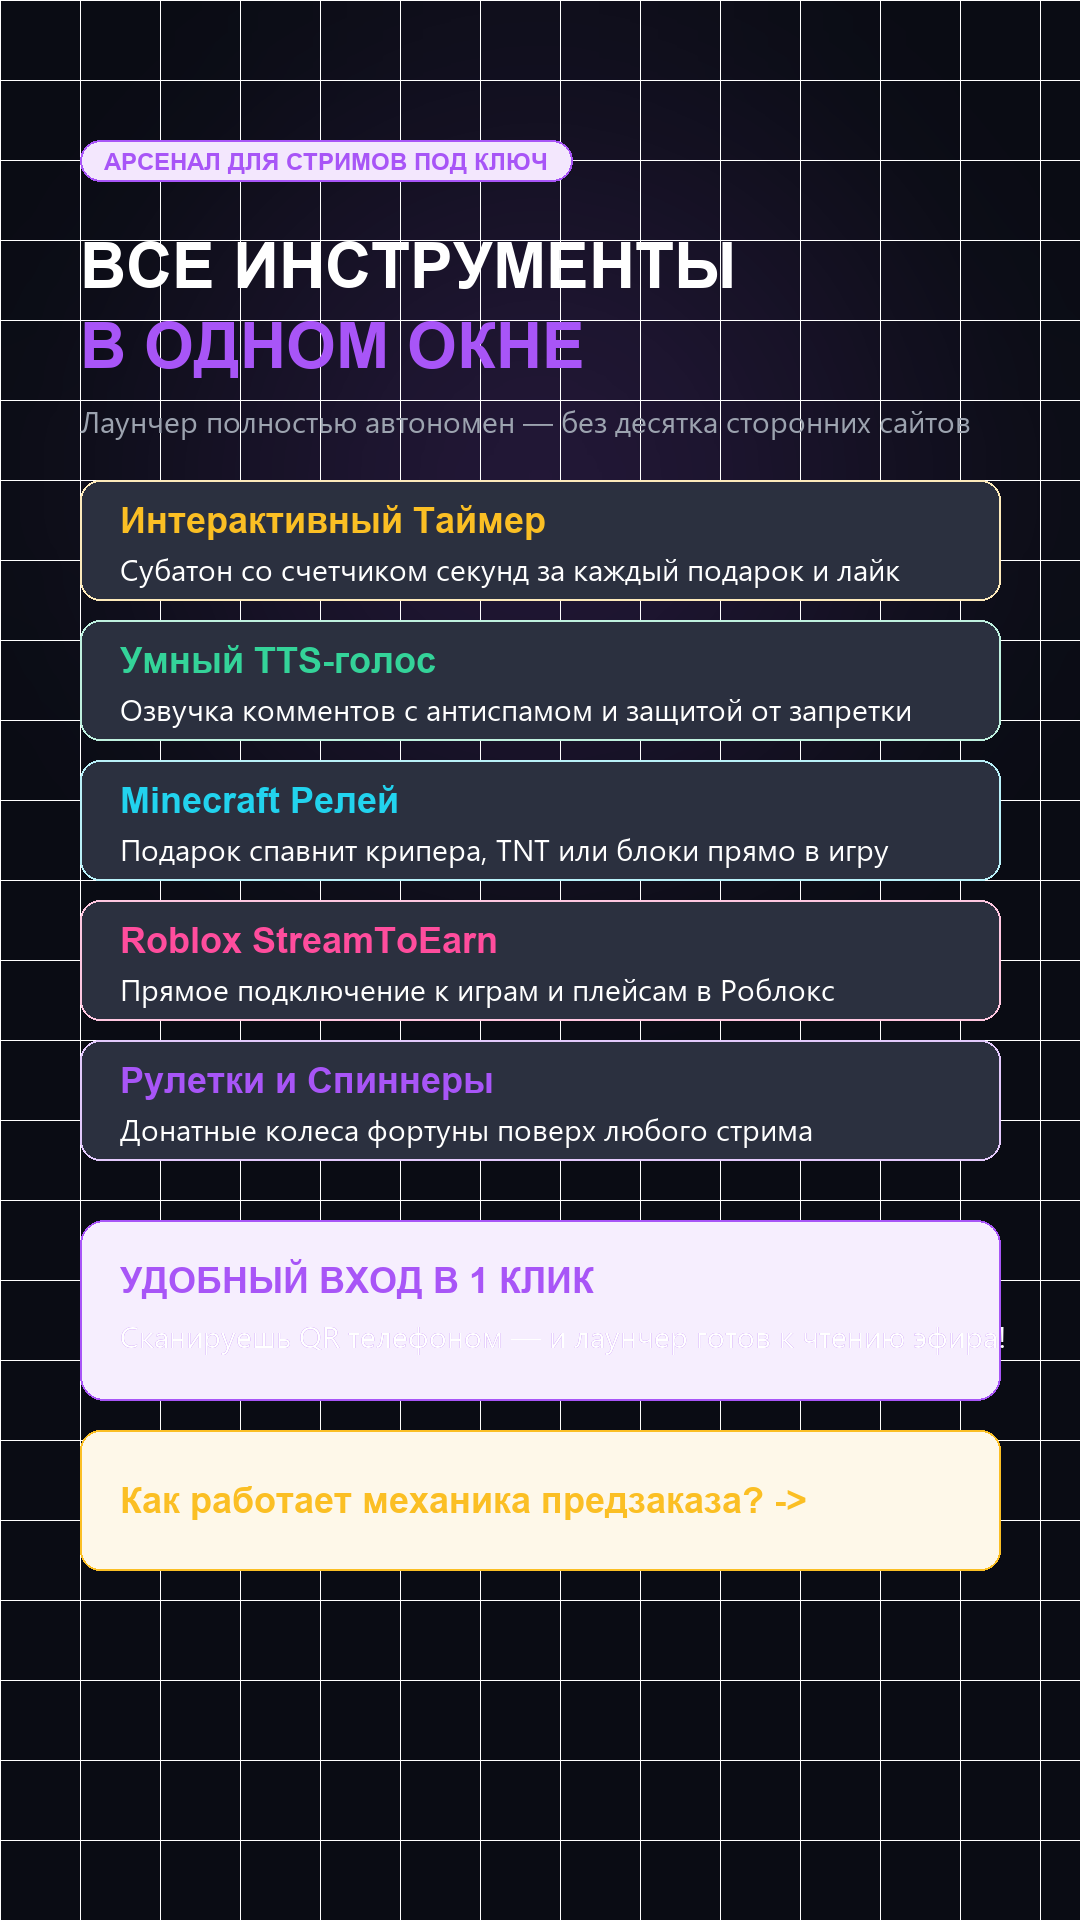 АРСЕНАЛ ДЛЯ СТРИМОВ ПОД КЛЮЧ
ВСЕ ИНСТРУМЕНТЫ
В ОДНОМ ОКНЕ
Лаунчер полностью автономен — без десятка сторонних сайтов
Интерактивный Таймер
Субатон со счетчиком секунд за каждый подарок и лайк
Умный TTS-голос
Озвучка комментов с антиспамом и защитой от запретки
Minecraft Релей
Подарок спавнит крипера, TNT или блоки прямо в игру
Roblox StreamToEarn
Прямое подключение к играм и плейсам в Роблокс
Рулетки и Спиннеры
Донатные колеса фортуны поверх любого стрима
УДОБНЫЙ ВХОД В 1 КЛИК
Сканируешь QR телефоном — и лаунчер готов к чтению эфира!
Как работает механика предзаказа? ->